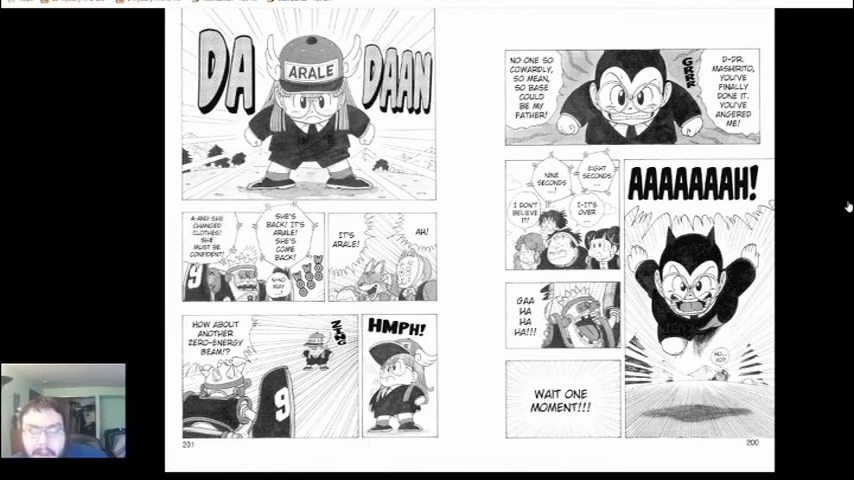 D-DR.
MASHIRITO,
YOU'VE
FINALLY
DONE IT.
YOU'VE
ANGERED
ME!
GRRR
NO ONE SO
COWARDLY,
SO MEAN,
SO BASE
COULD
BE MY
FATHER!
AAAAAAAH!
EIGHT
SECONDS
...
NINE
SECONDS
...!
I-IT'S
OVER
...
I DON'T
BELIEVE
IT!
GAA
HA
HA
HA!!!
WAIT ONE
MOMENT!!!
200
DA
DAAN
ARALE
AH!
IT'S
ARALE!
SHE'S
BACK! IT'S
ARALE!
SHE'S
COME
BACK!
A-AND SHE
CHANGED
CLOTHES!
SHE
MUST BE
CONFIDENT!
9
HMPH!
ZING
HOW ABOUT
ANOTHER
ZERO-ENERGY
BEAM!?
9
201